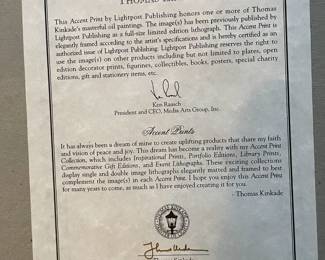 THOMAS
This Accent Print by Lightpost Publishing honors one or more of Thomas
Kinkade's masterful oil paintings. The image(s) has been previously published by
Lightpost Publishing as a full-size limited edition lithograph. This Accent Print is
elegantly framed according to the artist's specifications and is hereby certified as an
authorized issue of Lightpost Publishing. Lightpost Publishing reserves the right to
use the image(s) on other products including but not limited to plates, open
edition decorator prints, figurines, collectibles, books, posters, special charity
editions, gift and stationery items, etc.
Ken Raasch
President and CEO, Media Arts Group, Inc.
Accent Prints
It has always been a dream of mine to create uplifting products that share my faith
and vision of peace and joy. This dream has become a reality with my Accent Print
Collection, which includes Inspirational Prints, Portfolio Editions, Library Prints,
Commemorative Gift Editions, and Event Lithographs. These exciting collections
display single and double image lithographs elegantly matted and framed to best
complement the image(s) in each Accent Print. I hope you enjoy this Accent Print
for many years to come, as much as I have enjoyed creating it for you.
- Thomas Kinkade